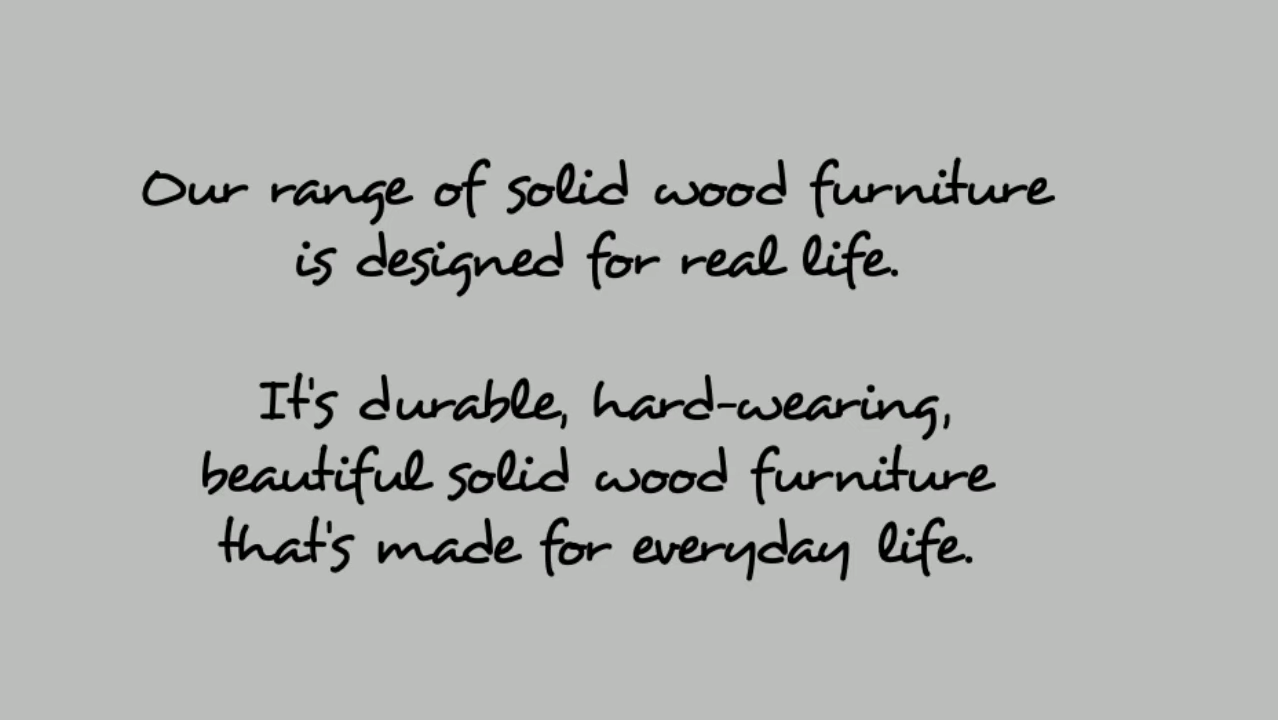 Our range of solid wood furniture
is designed for real life.
It's durable, hard-wearing,
beautiful solid wood furniture
that's made for everyday life.